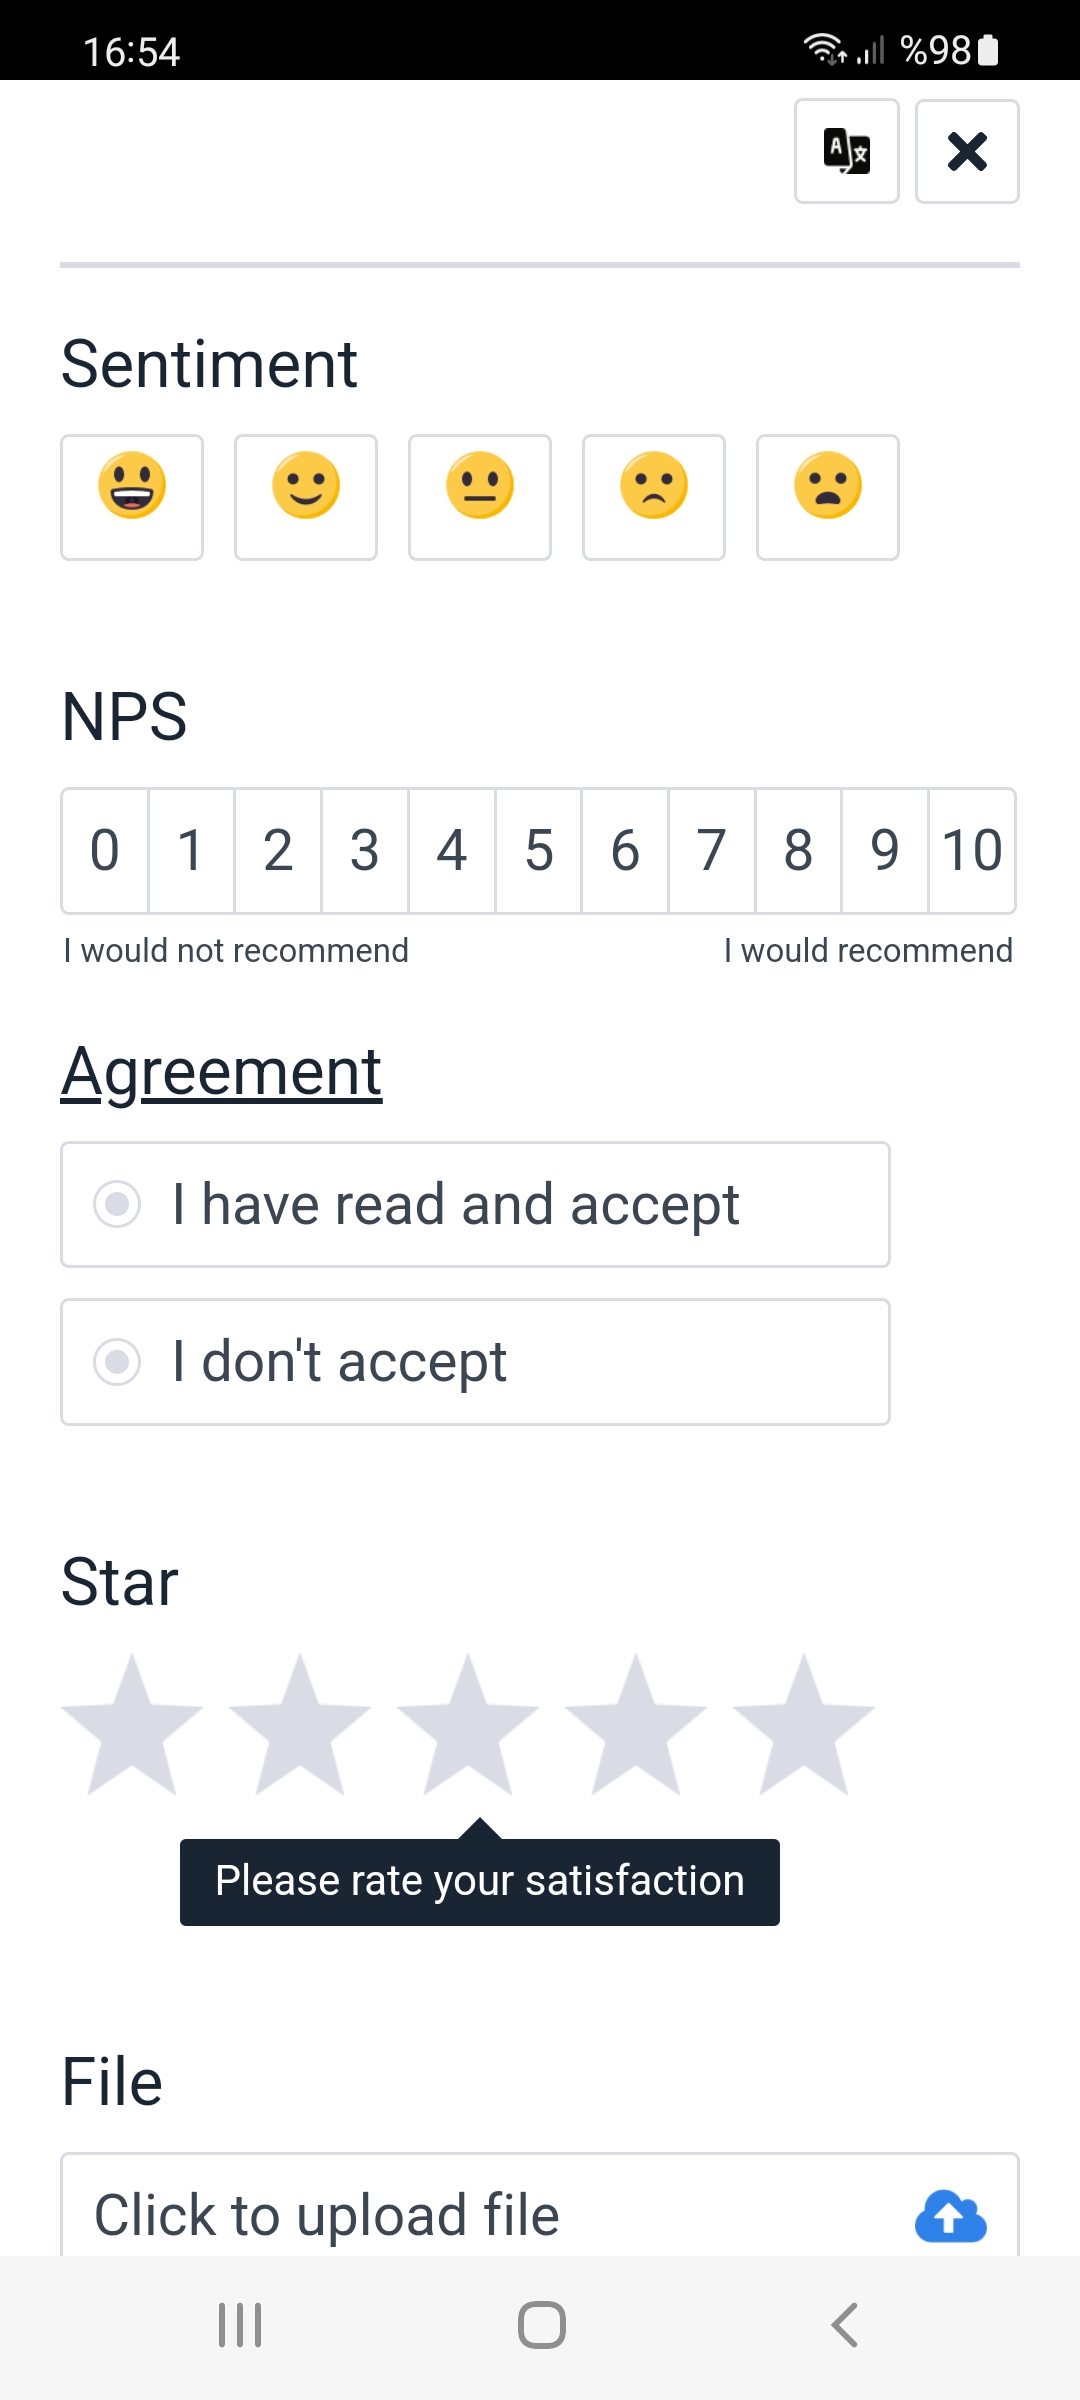 16:54 %98
Sentiment
NPS
0 1 2 3 4 5 6 7 8 9 10
I would not recommend I would recommend
Agreement
I have read and accept
I don't accept
Star
Please rate your satisfaction
File
Click to upload file